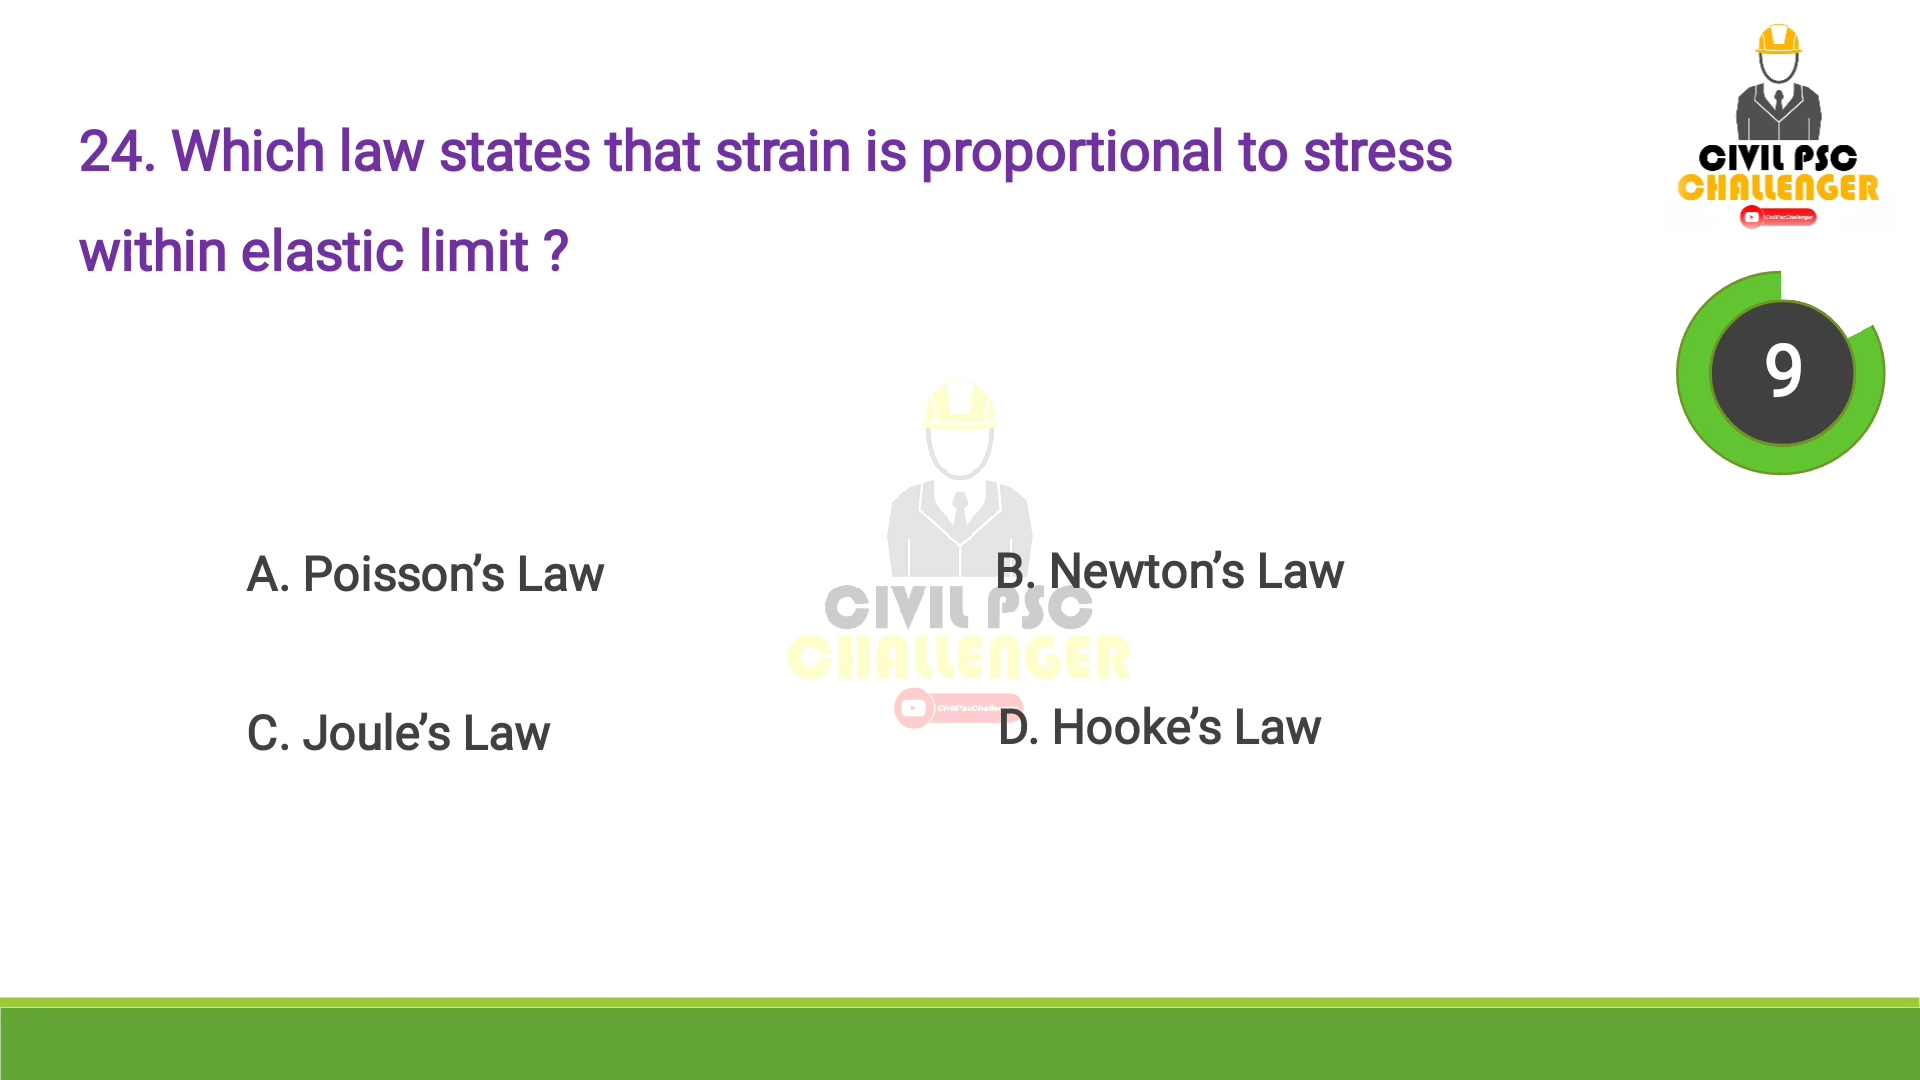 24. Which law states that strain is proportional to stress
within elastic limit ?
CIVIL PSC
CHALLENGER
CivilPscChallenger
9
A. Poisson’s Law
B. Newton’s Law
CIVIL PSC
CHALLENGER
C. Joule’s Law
D. Hooke’s Law